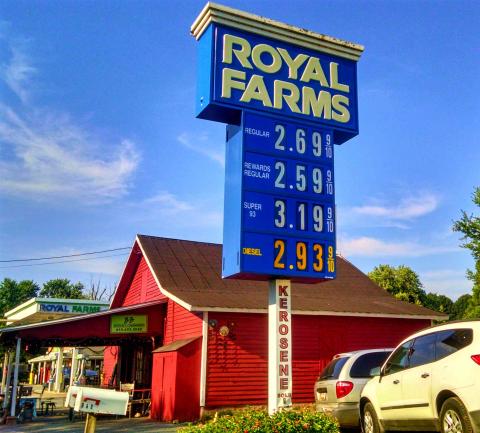 ROYAL
FARMS
REGULAR 2.69 9/10
REWARDS
REGULAR 2.59 9/10
SUPER
93 3.19 9/10
DIESEL 2.93 9/10
KEROSENE
ROYAL FARMS